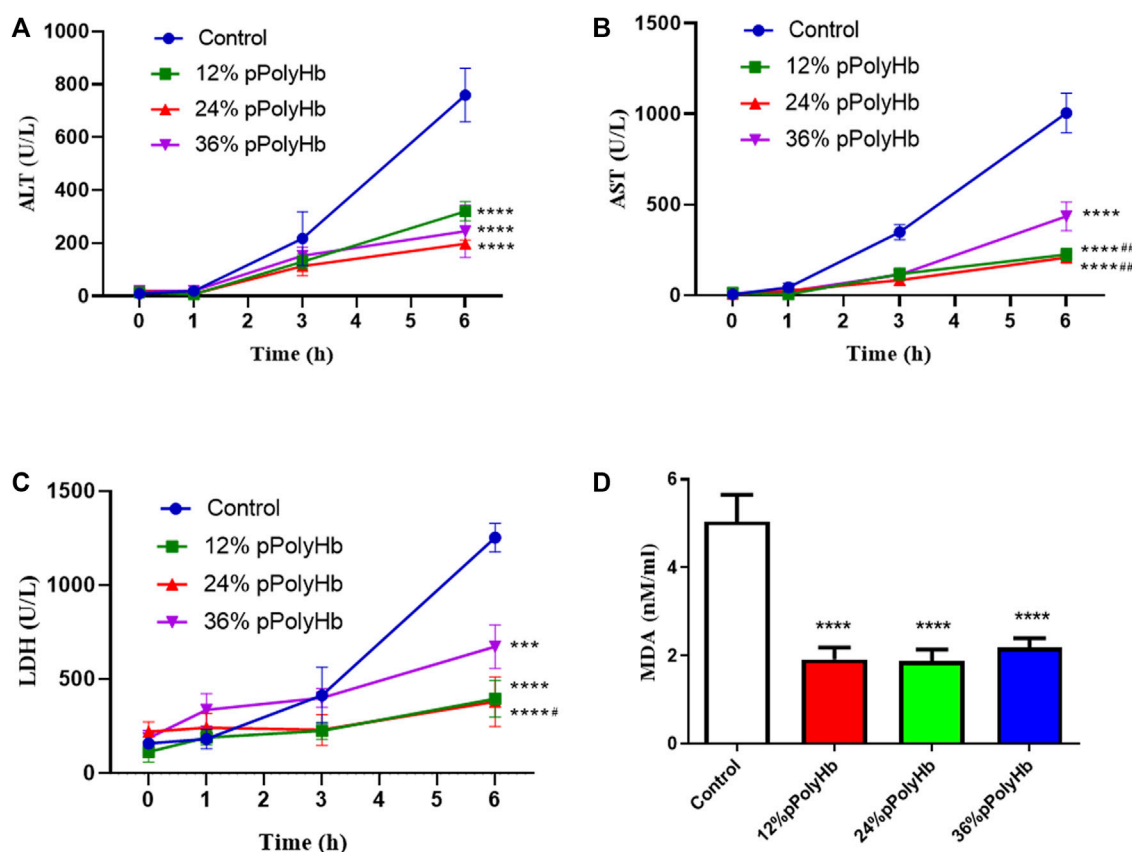 A
1000
800
600
400
200
0
ALT (U/L)
Control
12% pPolyHb
24% pPolyHb
36% pPolyHb
****
****
****
0 1 2 3 4 5 6
Time (h)
B
1500
1000
500
0
AST (U/L)
Control
12% pPolyHb
24% pPolyHb
36% pPolyHb
****
****##
****##
0 1 2 3 4 5 6
Time (h)
C
1500
1000
500
0
LDH (U/L)
Control
12% pPolyHb
24% pPolyHb
36% pPolyHb
***
****
****#
0 1 2 3 4 5 6
Time (h)
D
6
4
2
0
MDA (nM/ml)
****
****
****
Control
12%pPolyHb
24%pPolyHb
36%pPolyHb